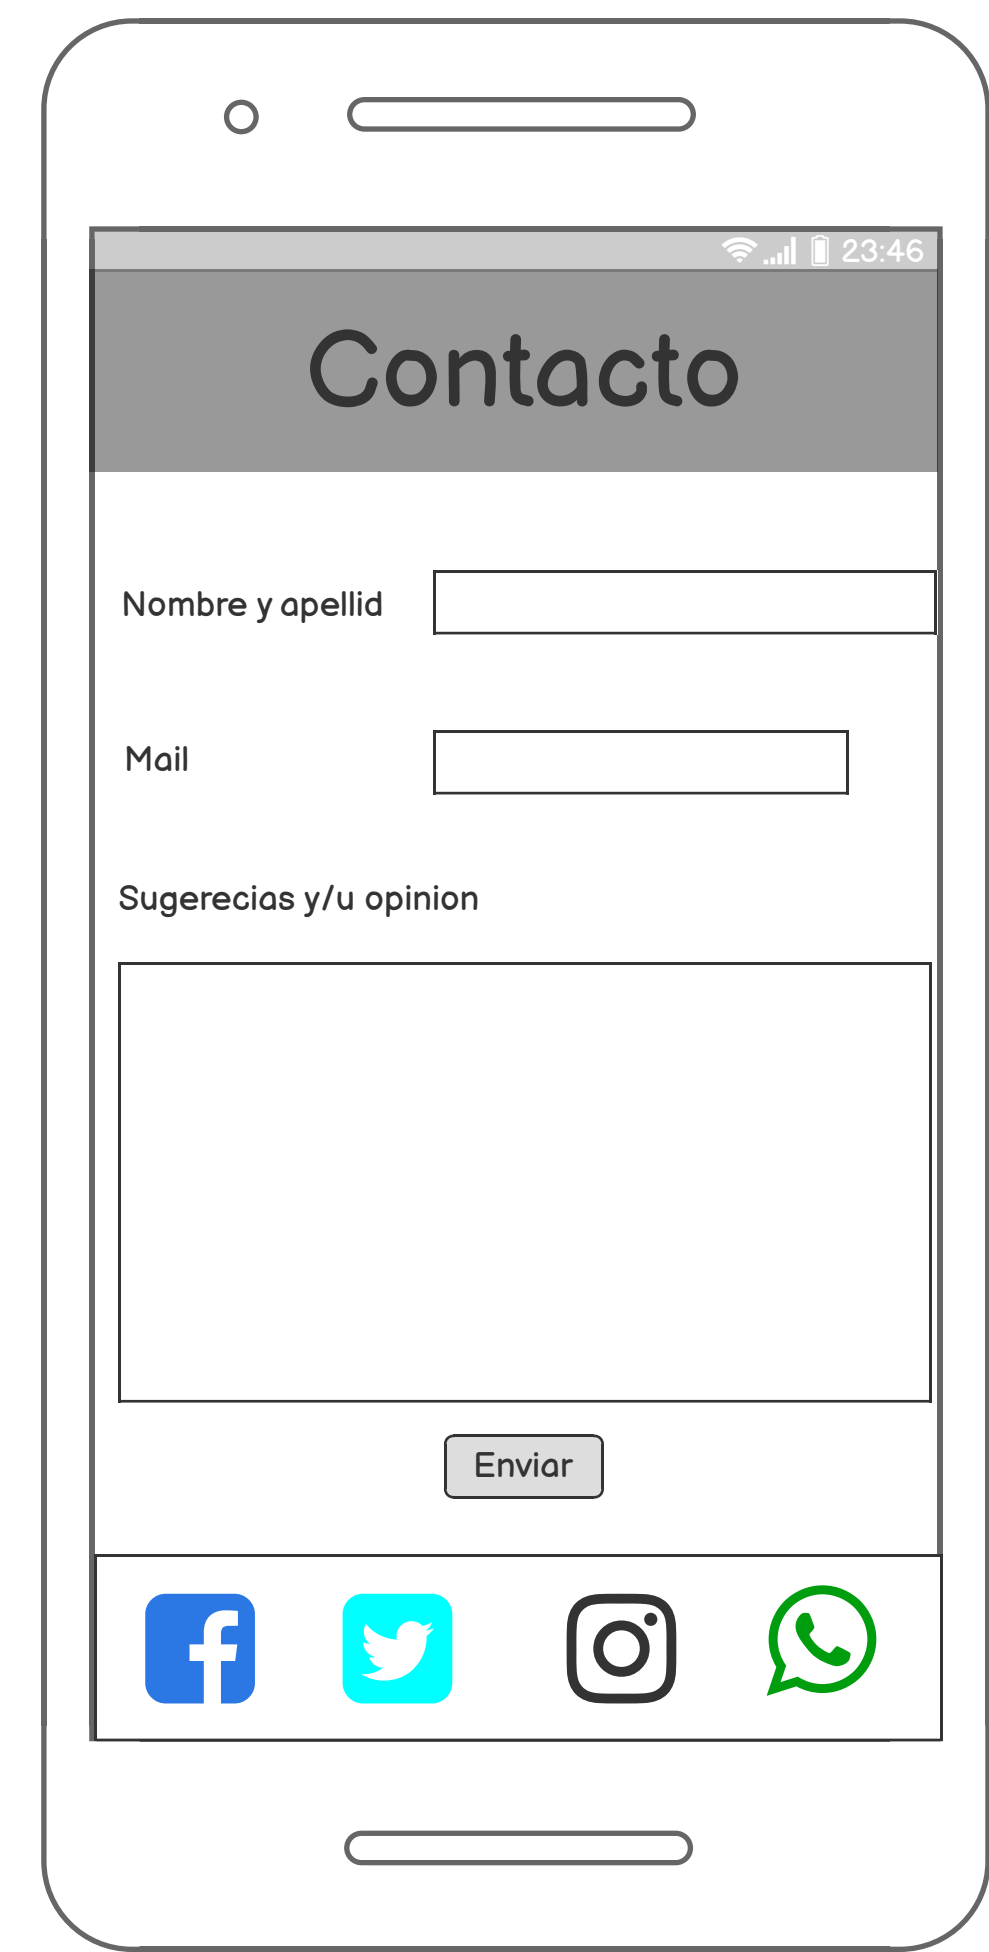 23:46
Contacto
Nombre y apellid
Mail
Sugerecias y/u opinion
Enviar